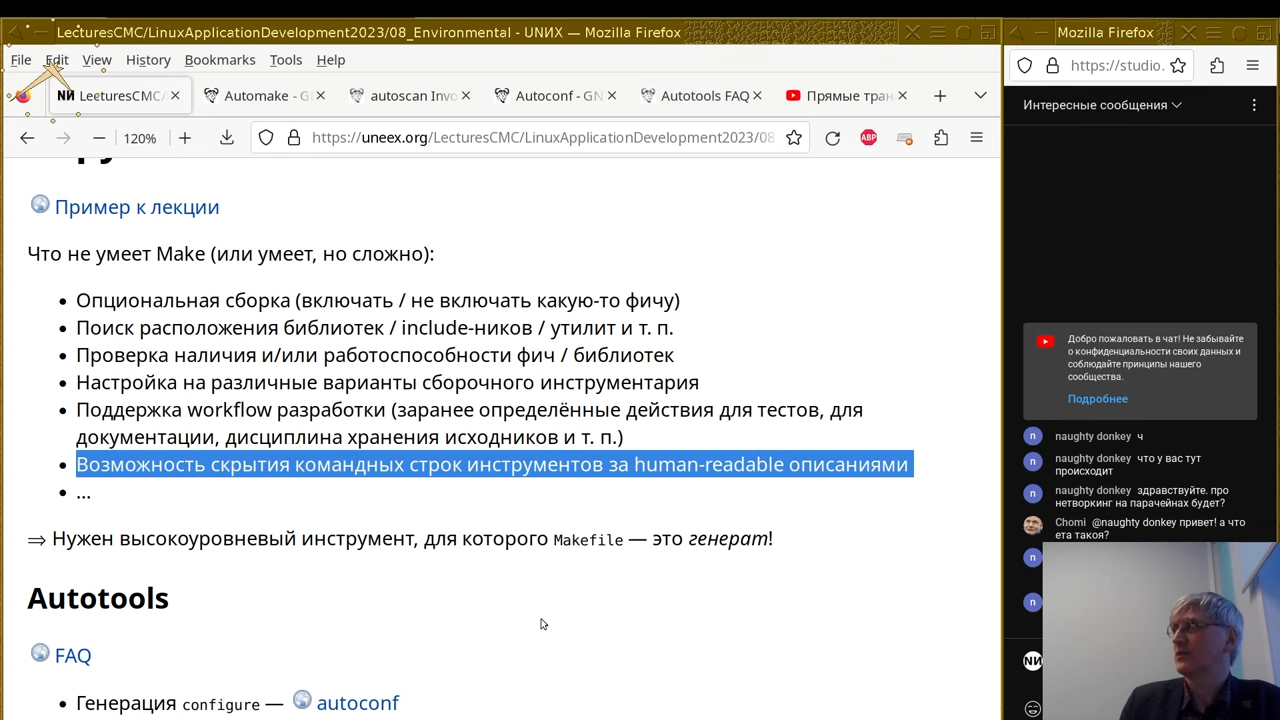 LecturesCMC/LinuxApplicationDevelopment2023/08_Environmental - UNИX — Mozilla Firefox
Mozilla Firefox
File Edit View History Bookmarks Tools Help
LecturesCMC/
Automake - G
autoscan Invo
Autoconf - GN
Autotools FAQ
Прямые тран
120%
https://uneex.org/LecturesCMC/LinuxApplicationDevelopment2023/08
ABP
https://studio.
Интересные сообщения
Пример к лекции
Что не умеет Make (или умеет, но сложно):
Опциональная сборка (включать / не включать какую-то фичу)
Поиск расположения библиотек / include-ников / утилит и т. п.
Проверка наличия и/или работоспособности фич / библиотек
Настройка на различные варианты сборочного инструментария
Поддержка workflow разработки (заранее определённые действия для тестов, для
документации, дисциплина хранения исходников и т. п.)
Возможность скрытия командных строк инструментов за human-readable описаниями
...
⇒ Нужен высокоуровневый инструмент, для которого Makefile — это генерат!
Autotools
FAQ
Генерация configure — autoconf
Добро пожаловать в чат! Не забывайте
о конфиденциальности своих данных и
соблюдайте принципы нашего
сообщества.
Подробнее
naughty donkey ч
naughty donkey что у вас тут
происходит
naughty donkey здравствуйте. про
нетворкинг на парачейнах будет?
Chomi @naughty donkey привет! а что
ета такоя?
n
n
NИ